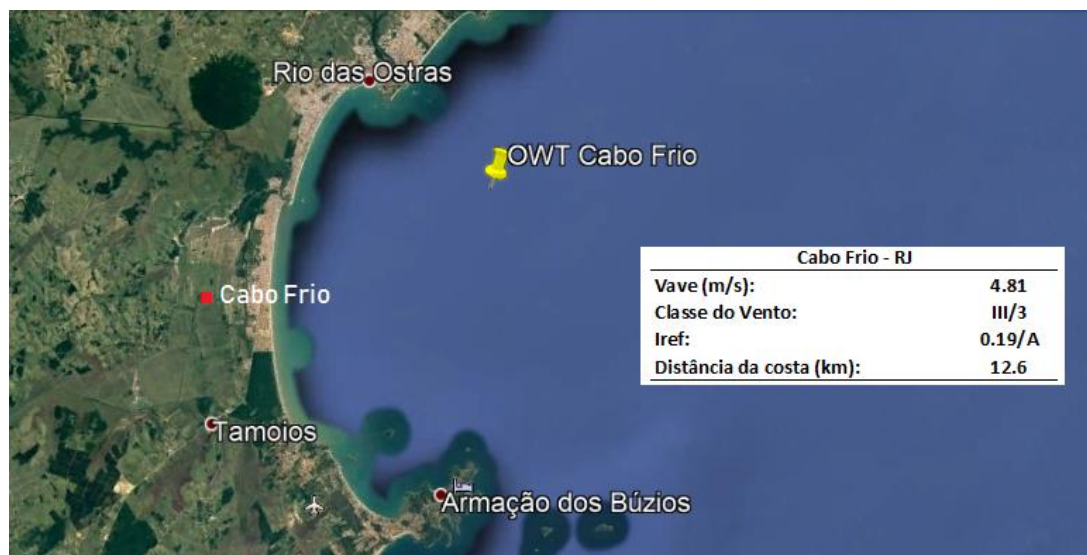 Rio das Ostras
OWT Cabo Frio
Cabo Frio - RJ
Vave (m/s): 4.81
Classe do Vento: III/3
Iref: 0.19/A
Distância da costa (km): 12.6
Cabo Frio
Tamoios
Armação dos Búzios